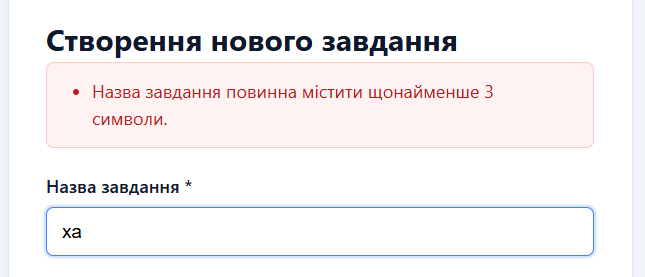 Створення нового завдання
• Назва завдання повинна містити щонайменше 3
символи.
Назва завдання *
ха